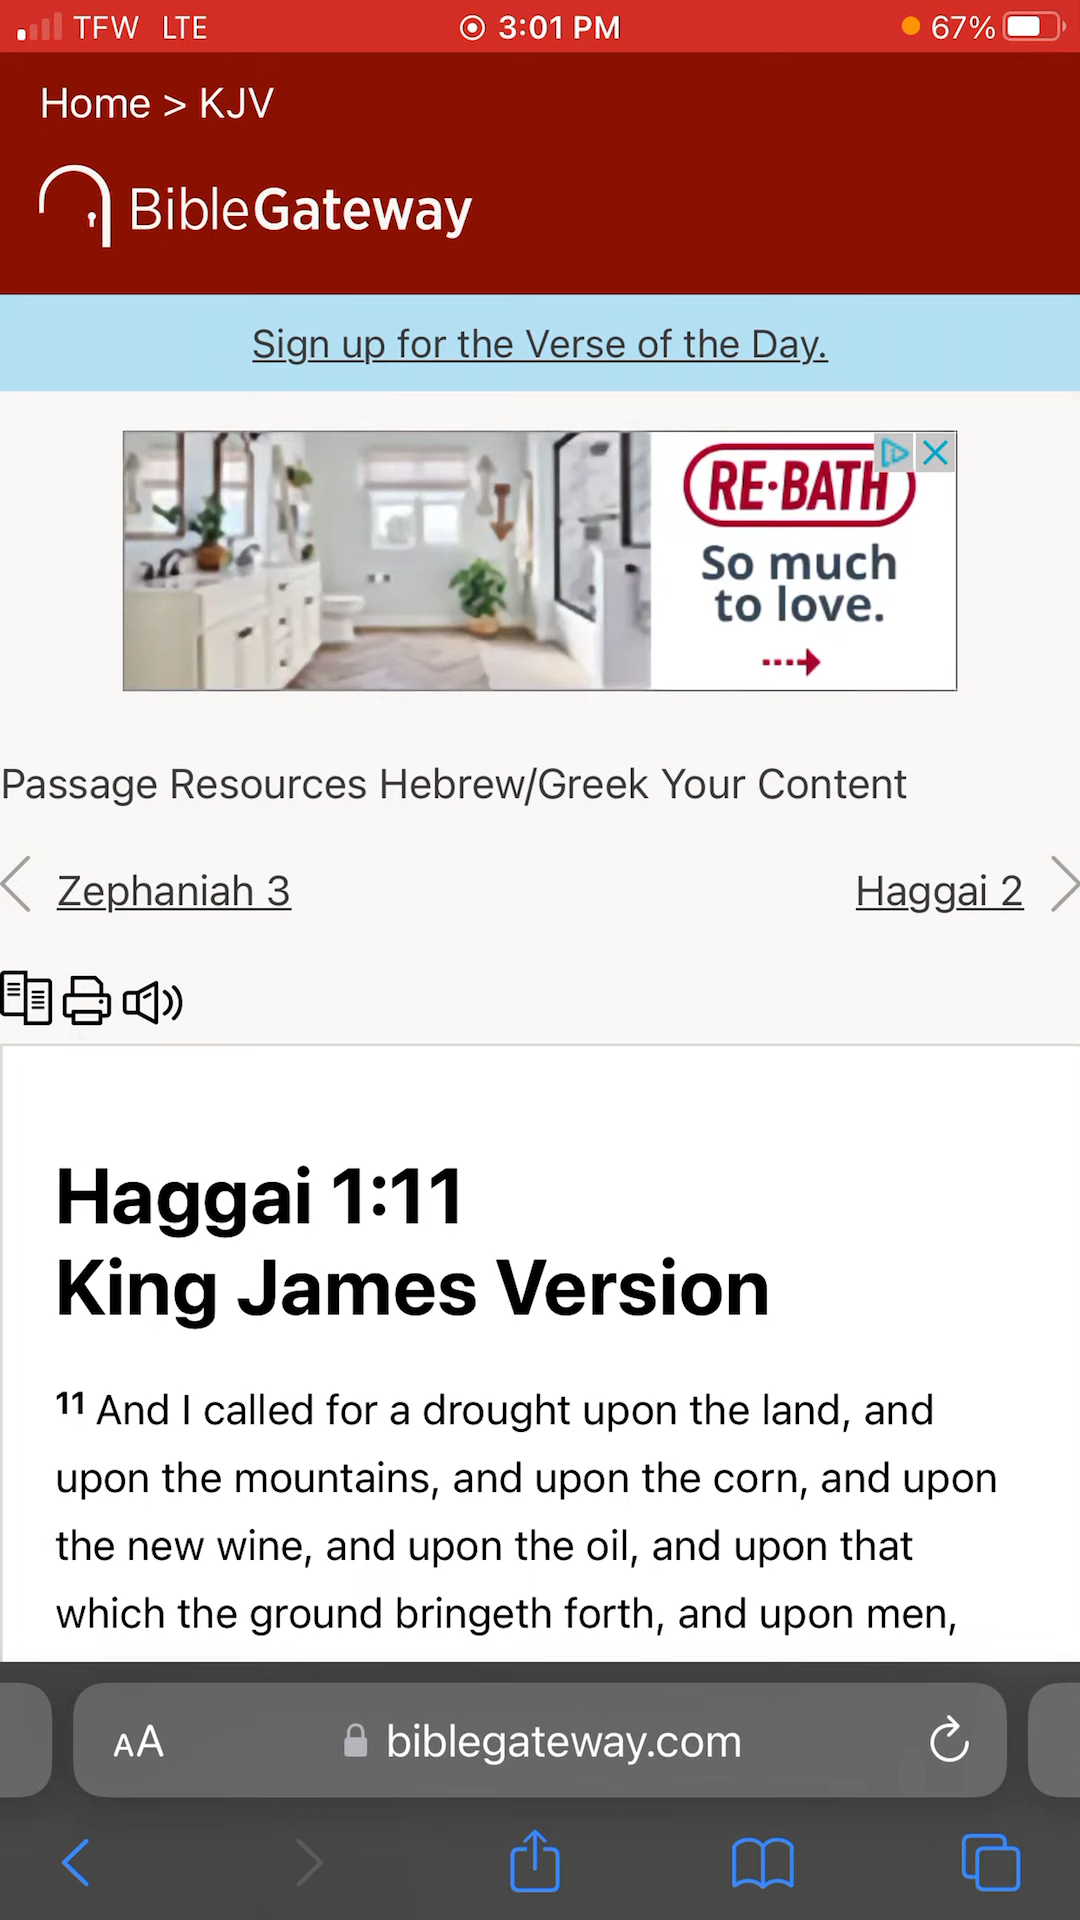 TFW LTE 3:01 PM 67%
Home > KJV
BibleGateway
Sign up for the Verse of the Day.
RE·BATH
So much
to love.
Passage Resources Hebrew/Greek Your Content
Zephaniah 3 Haggai 2
Haggai 1:11
King James Version
11 And I called for a drought upon the land, and
upon the mountains, and upon the corn, and upon
the new wine, and upon the oil, and upon that
which the ground bringeth forth, and upon men,
AA biblegateway.com